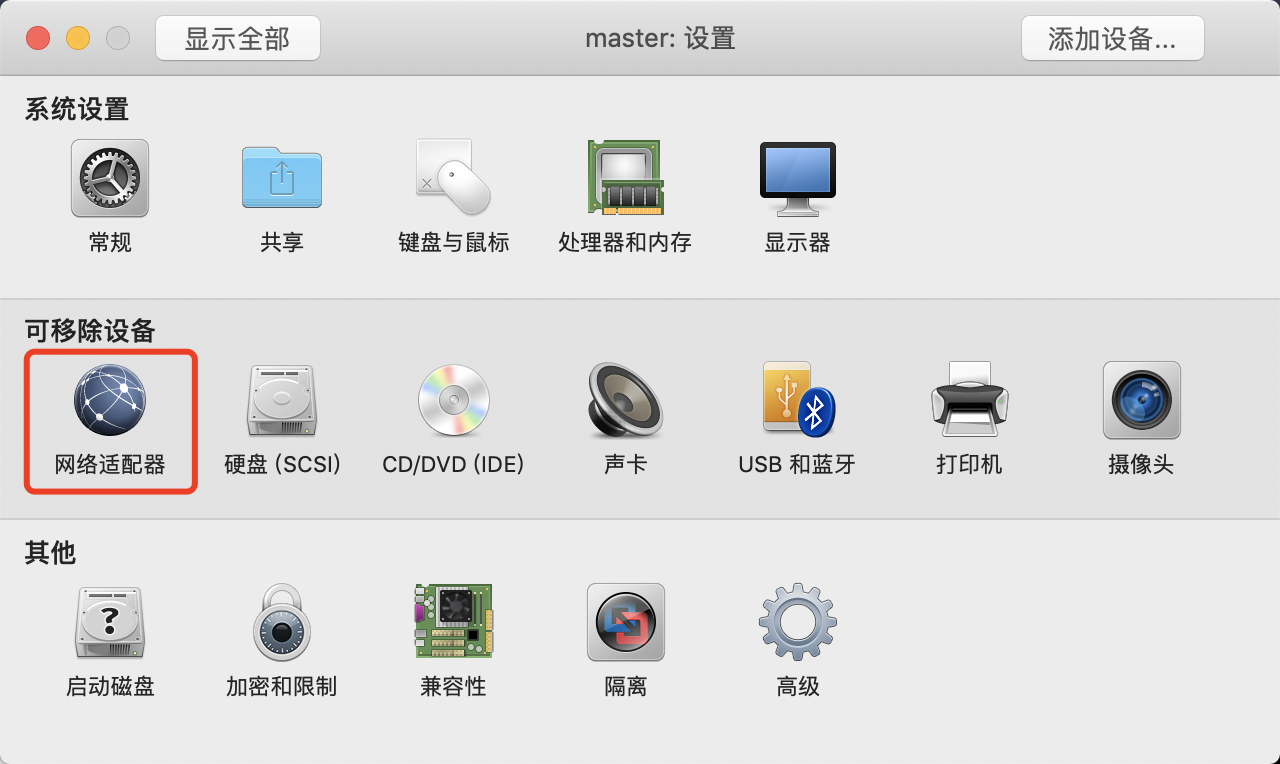 显示全部
master: 设置
添加设备...
系统设置
常规
共享
键盘与鼠标
处理器和内存
显示器
可移除设备
网络适配器
硬盘 (SCSI)
CD/DVD (IDE)
声卡
USB 和蓝牙
打印机
摄像头
其他
启动磁盘
加密和限制
兼容性
隔离
高级